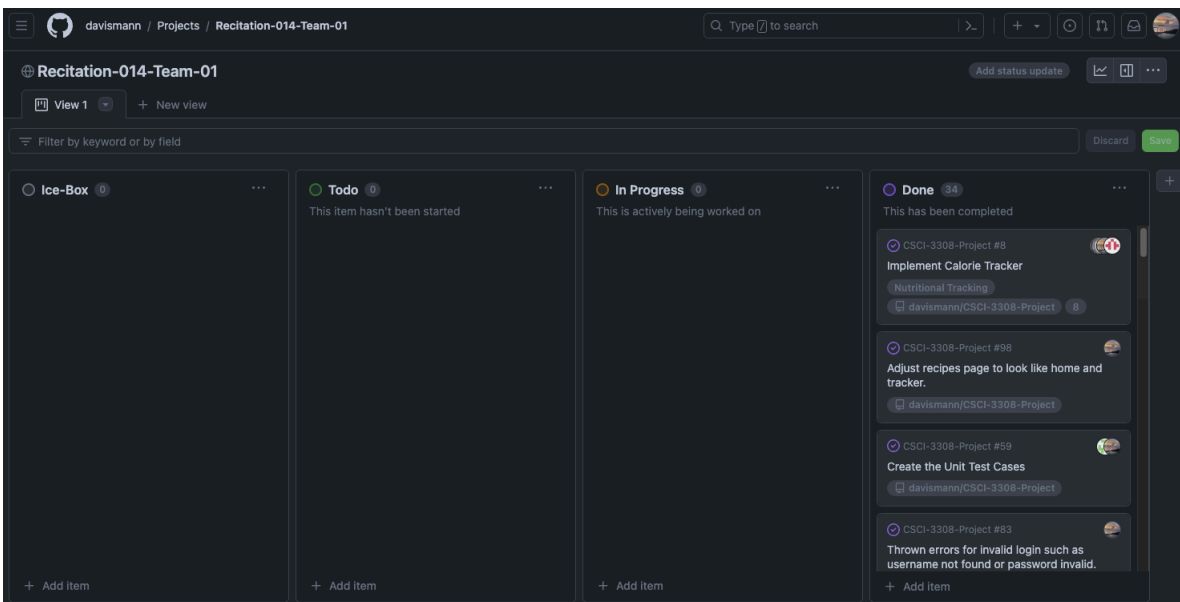 davismann / Projects / Recitation-014-Team-01
Type / to search
Recitation-014-Team-01
Add status update
View 1
New view
Filter by keyword or by field
Discard
Save
Ice-Box 0
Add item
Todo 0
This item hasn't been started
Add item
In Progress 0
This is actively being worked on
Add item
Done 34
This has been completed
CSCI-3308-Project #8
Implement Calorie Tracker
Nutritional Tracking
davismann/CSCI-3308-Project 8
CSCI-3308-Project #98
Adjust recipes page to look like home and
tracker.
davismann/CSCI-3308-Project
CSCI-3308-Project #59
Create the Unit Test Cases
davismann/CSCI-3308-Project
CSCI-3308-Project #83
Thrown errors for invalid login such as
username not found or password invalid.
Add item